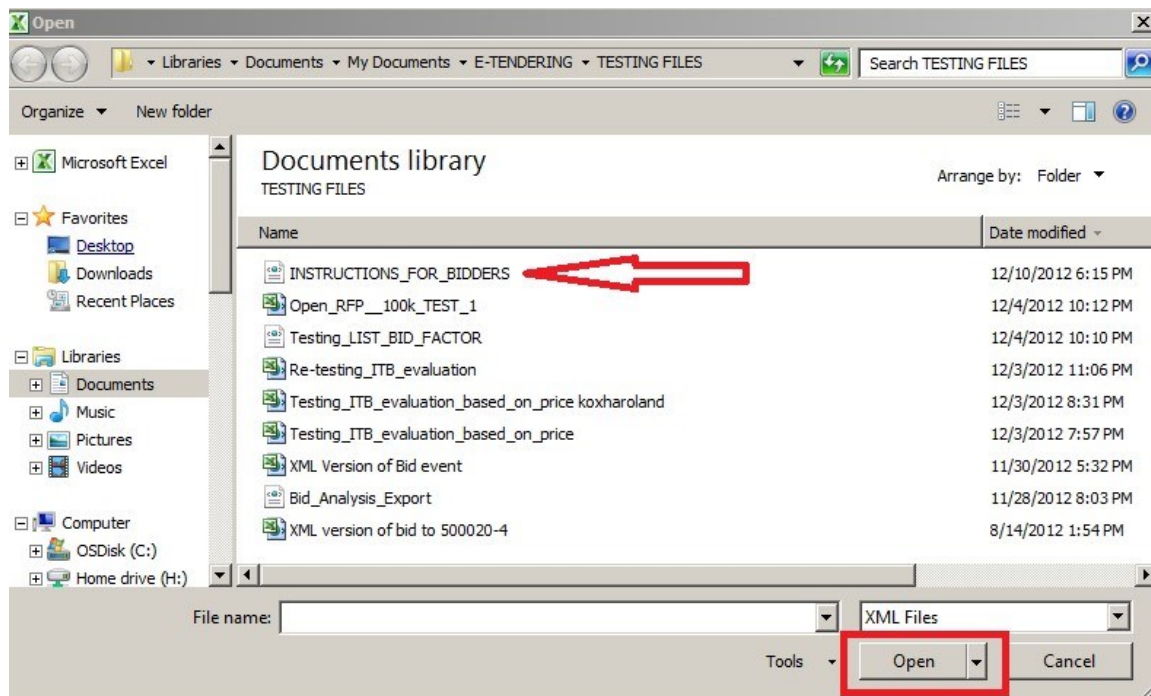 Open
Libraries Documents My Documents E-TENDERING TESTING FILES
Search TESTING FILES
Organize New folder
Microsoft Excel
Favorites
Desktop
Downloads
Recent Places
Libraries
Documents
Music
Pictures
Videos
Computer
OSDisk (C:)
Home drive (H:)
Documents library
TESTING FILES
Arrange by: Folder
Name Date modified
INSTRUCTIONS_FOR_BIDDERS 12/10/2012 6:15 PM
Open_RFP__100k_TEST_1 12/4/2012 10:12 PM
Testing_LIST_BID_FACTOR 12/4/2012 10:10 PM
Re-testing_ITB_evaluation 12/3/2012 11:06 PM
Testing_ITB_evaluation_based_on_price koxharoland 12/3/2012 8:31 PM
Testing_ITB_evaluation_based_on_price 12/3/2012 7:57 PM
XML Version of Bid event 11/30/2012 5:32 PM
Bid_Analysis_Export 11/28/2012 8:03 PM
XML version of bid to 500020-4 8/14/2012 1:54 PM
File name: XML Files
Tools Open Cancel